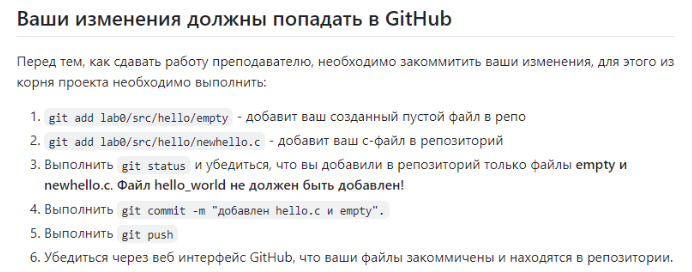 Ваши изменения должны попадать в GitHub
Перед тем, как сдавать работу преподавателю, необходимо закоммитить ваши изменения, для этого из
корня проекта необходимо выполнить:
1. git add lab0/src/hello/empty - добавит ваш созданный пустой файл в репо
2. git add lab0/src/hello/newhello.c - добавит ваш с-файл в репозиторий
3. Выполнить git status и убедиться, что вы добавили в репозиторий только файлы empty и
newhello.c. Файл hello_world не должен быть добавлен!
4. Выполнить git commit -m "добавлен hello.c и empty".
5. Выполнить git push
6. Убедиться через веб интерфейс GitHub, что ваши файлы закоммичены и находятся в репозитории.